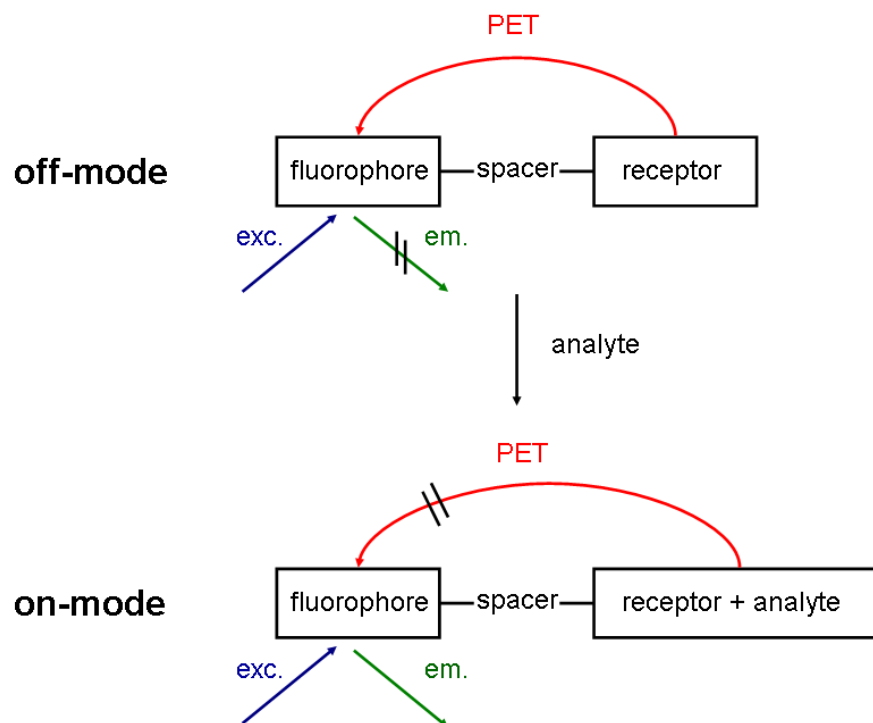 PET
off-mode
fluorophore
spacer
receptor
exc.
em.
analyte
PET
on-mode
fluorophore
spacer
receptor + analyte
exc.
em.